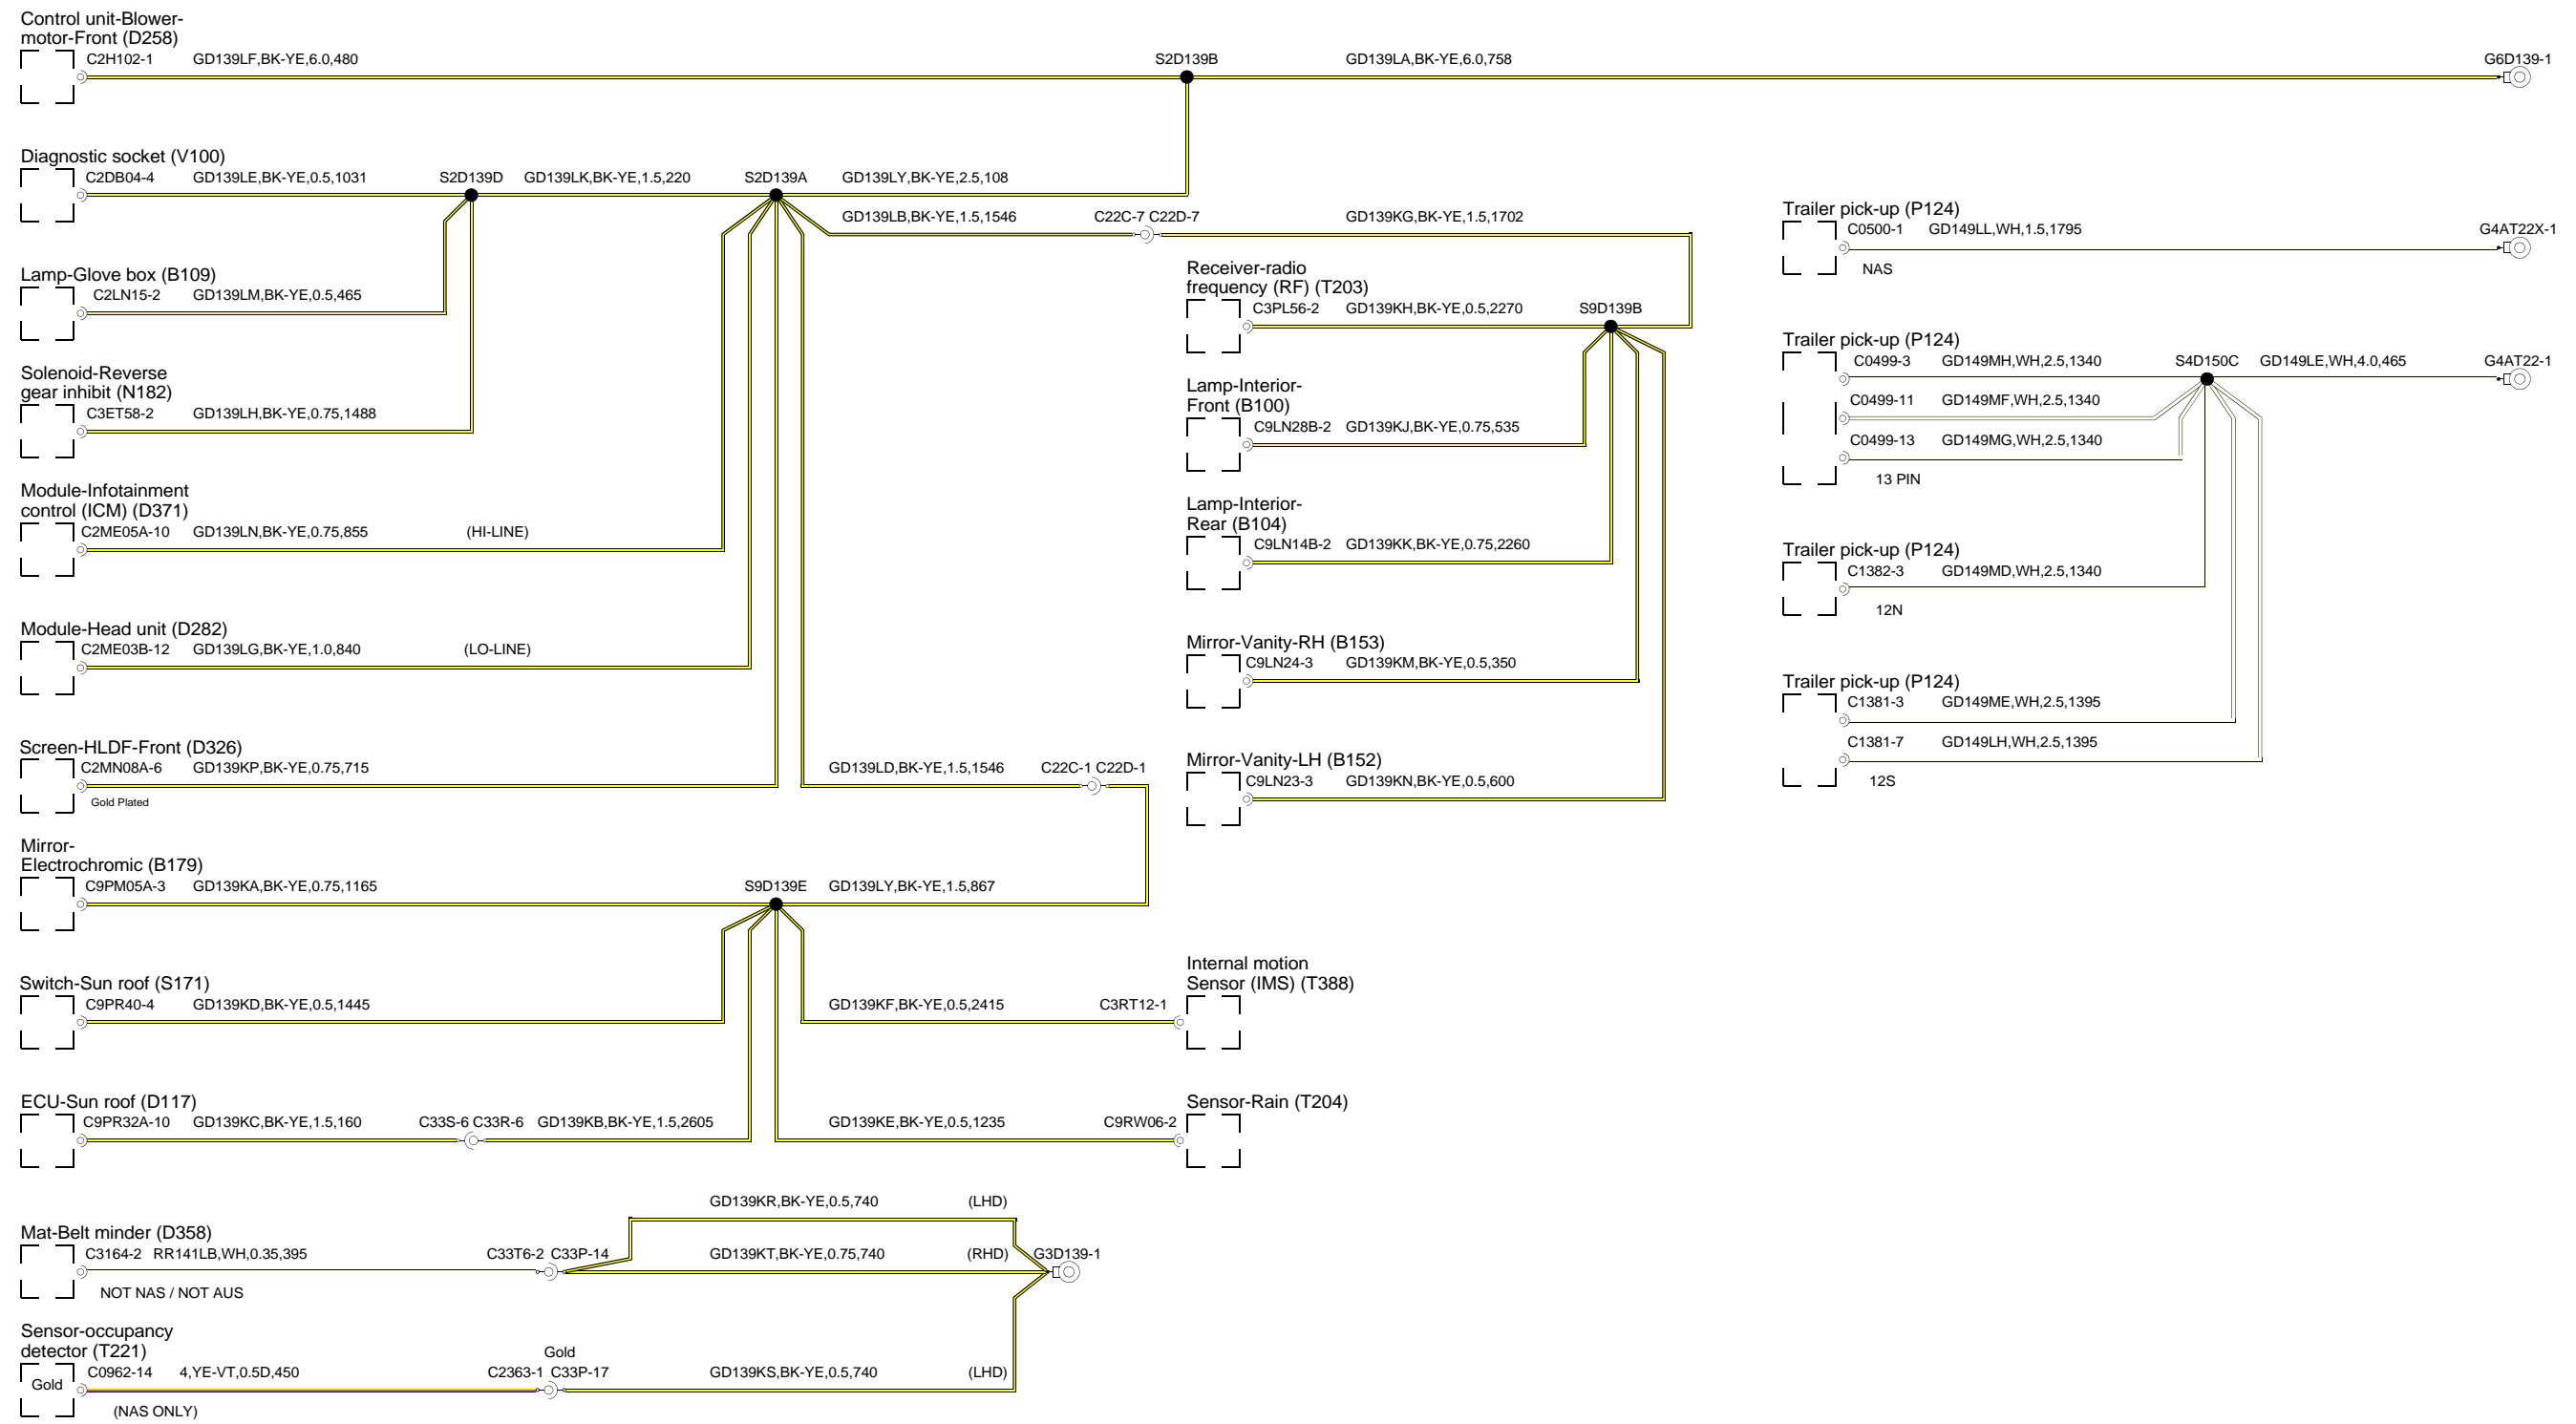 Control unit-Blower-
motor-Front (D258)
C2H102-1 GD139LF,BK-YE,6.0,480 S2D139B GD139LA,BK-YE,6.0,758 G6D139-1
Diagnostic socket (V100)
C2DB04-4 GD139LE,BK-YE,0.5,1031 S2D139D GD139LK,BK-YE,1.5,220 S2D139A GD139LY,BK-YE,2.5,108
GD139LB,BK-YE,1.5,1546 C22C-7 C22D-7 GD139KG,BK-YE,1.5,1702
Lamp-Glove box (B109)
C2LN15-2 GD139LM,BK-YE,0.5,465
Solenoid-Reverse
gear inhibit (N182)
C3ET58-2 GD139LH,BK-YE,0.75,1488
Module-Infotainment
control (ICM) (D371)
C2ME05A-10 GD139LN,BK-YE,0.75,855 (HI-LINE)
Module-Head unit (D282)
C2ME03B-12 GD139LG,BK-YE,1.0,840 (LO-LINE)
Screen-HLDF-Front (D326)
C2MN08A-6 GD139KP,BK-YE,0.75,715 GD139LD,BK-YE,1.5,1546 C22C-1 C22D-1
Gold Plated
Mirror-
Electrochromic (B179)
C9PM05A-3 GD139KA,BK-YE,0.75,1165 S9D139E GD139LY,BK-YE,1.5,867
Switch-Sun roof (S171)
C9PR40-4 GD139KD,BK-YE,0.5,1445 GD139KF,BK-YE,0.5,2415 C3RT12-1
Internal motion
Sensor (IMS) (T388)
ECU-Sun roof (D117)
C9PR32A-10 GD139KC,BK-YE,1.5,160 C33S-6 C33R-6 GD139KB,BK-YE,1.5,2605 GD139KE,BK-YE,0.5,1235 C9RW06-2
Sensor-Rain (T204)
GD139KR,BK-YE,0.5,740 (LHD)
Mat-Belt minder (D358)
C3164-2 RR141LB,WH,0.35,395 C33T6-2 C33P-14 GD139KT,BK-YE,0.75,740 (RHD) G3D139-1
NOT NAS / NOT AUS
Sensor-occupancy
detector (T221)
Gold
C0962-14 4,YE-VT,0.5D,450 C2363-1 C33P-17 GD139KS,BK-YE,0.5,740 (LHD)
Gold
(NAS ONLY)
Receiver-radio
frequency (RF) (T203)
C3PL56-2 GD139KH,BK-YE,0.5,2270 S9D139B
Lamp-Interior-
Front (B100)
C9LN28B-2 GD139KJ,BK-YE,0.75,535
Lamp-Interior-
Rear (B104)
C9LN14B-2 GD139KK,BK-YE,0.75,2260
Mirror-Vanity-RH (B153)
C9LN24-3 GD139KM,BK-YE,0.5,350
Mirror-Vanity-LH (B152)
C9LN23-3 GD139KN,BK-YE,0.5,600
Trailer pick-up (P124)
C0500-1 GD149LL,WH,1.5,1795 G4AT22X-1
NAS
Trailer pick-up (P124)
C0499-3 GD149MH,WH,2.5,1340 S4D150C GD149LE,WH,4.0,465 G4AT22-1
C0499-11 GD149MF,WH,2.5,1340
C0499-13 GD149MG,WH,2.5,1340
13 PIN
Trailer pick-up (P124)
C1382-3 GD149MD,WH,2.5,1340
12N
Trailer pick-up (P124)
C1381-3 GD149ME,WH,2.5,1395
C1381-7 GD149LH,WH,2.5,1395
12S